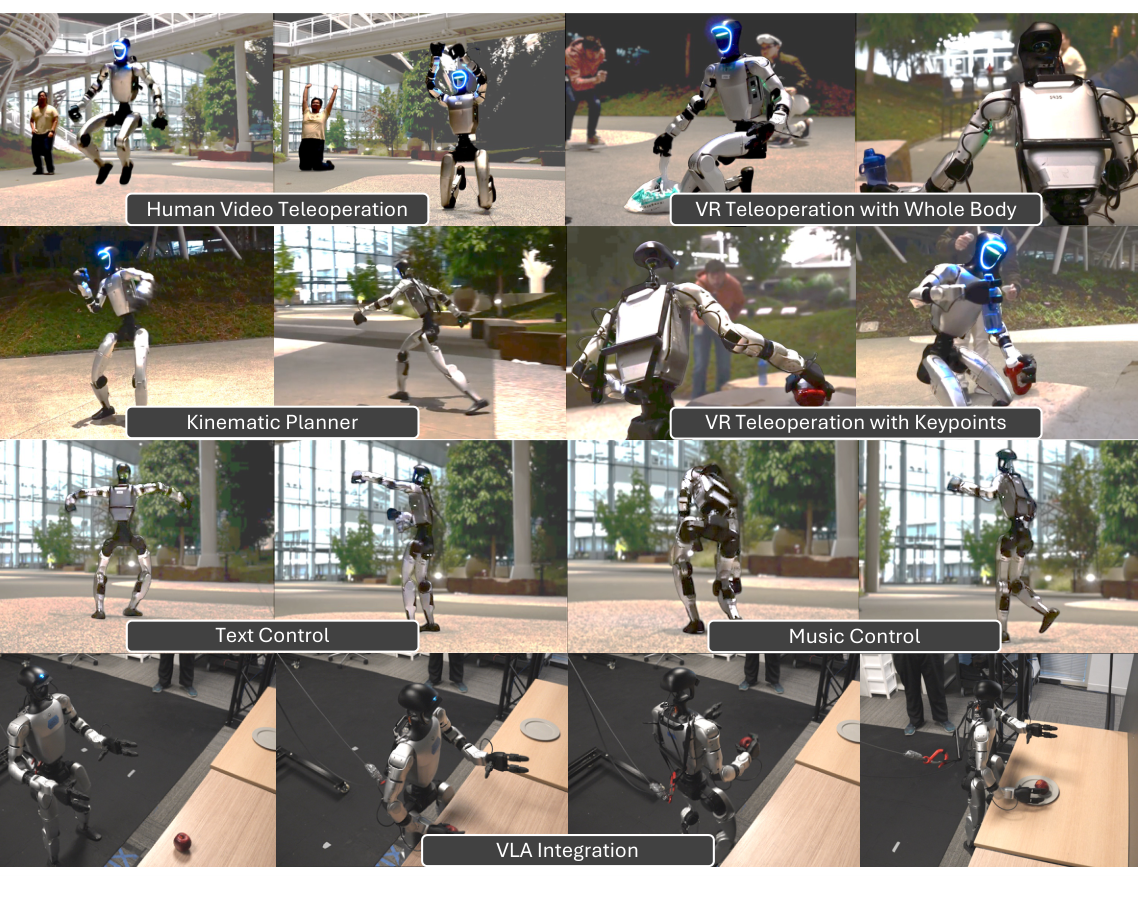 Human Video Teleoperation
VR Teleoperation with Whole Body
Kinematic Planner
VR Teleoperation with Keypoints
Text Control
Music Control
VLA Integration